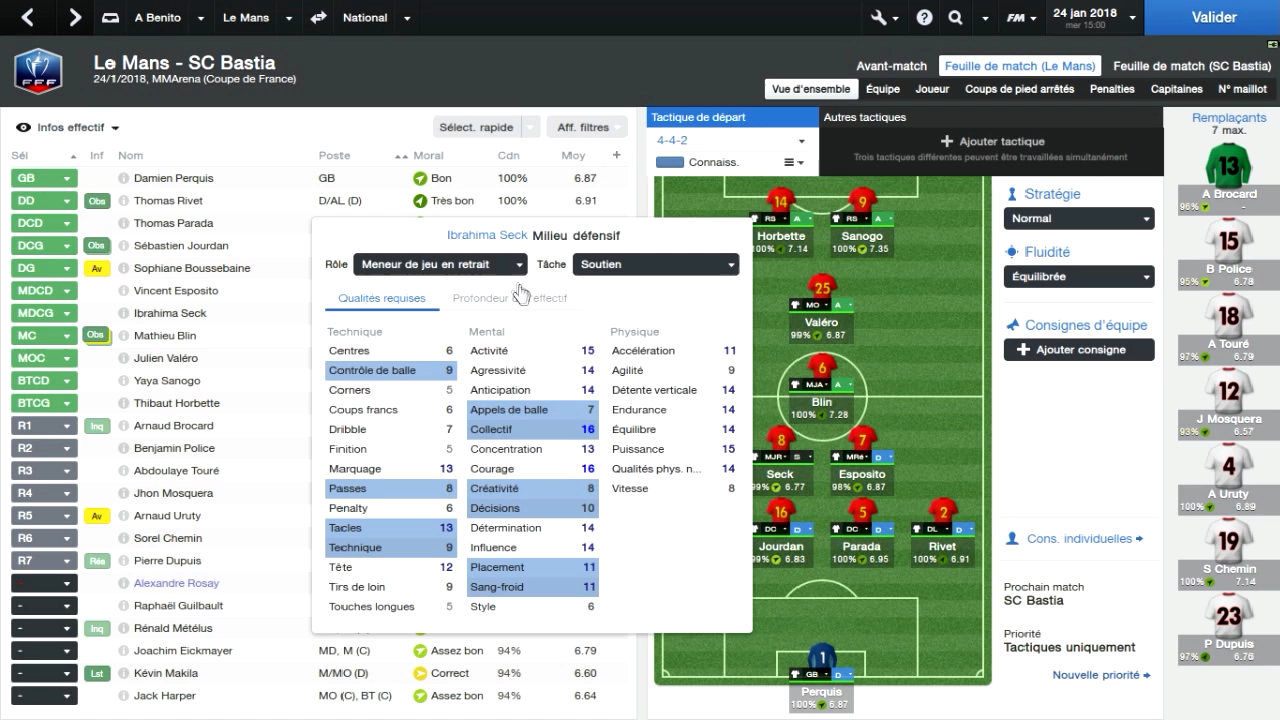 A Benito
Le Mans
National
FM
24 jan 2018
mer 15:00
Valider
FFF
Le Mans - SC Bastia
24/1/2018, MMArena (Coupe de France)
Avant-match
Feuille de match (Le Mans)
Feuille de match (SC Bastia)
Vue d'ensemble
Équipe
Joueur
Coups de pied arrêtés
Penalties
Capitaines
N° maillot
Infos effectif
Sélect. rapide
Aff. filtres
Sél Inf Nom Poste Moral Cdn Moy +
GB Damien Perquis GB Bon 100% 6.87
DD Obs Thomas Rivet D/AL (D) Très bon 100% 6.91
DCD Thomas Parada
DCG Obs Sébastien Jourdan
DG Av Sophiane Boussebaine
MDCD Vincent Esposito
MDCG Ibrahima Seck
MC Obs Mathieu Blin
MOC Julien Valéro
BTCD Yaya Sanogo
BTCG Thibaut Horbette
R1 Inq Arnaud Brocard
R2 Benjamin Police
R3 Abdoulaye Touré
R4 Jhon Mosquera
R5 Av Arnaud Uruty
R6 Sorel Chemin
R7 Réa Pierre Dupuis
- Alexandre Rosay
- Raphaël Guilbault
- Inq Rénald Métélus
- Joachim Eickmayer MD, M (C) Assez bon 94% 6.79
- Lst Kévin Makila M/MO (D) Correct 94% 6.60
- Jack Harper MO (C), BT (C) Assez bon 94% 6.64
Ibrahima Seck Milieu défensif
Rôle Meneur de jeu en retrait Tâche Soutien
Qualités requises
Technique Mental Physique
Centres 6 Activité 15 Accélération 11
Contrôle de balle 9 Agressivité 14 Agilité 9
Corners 5 Anticipation 14 Détente verticale 14
Coups francs 6 Appels de balle 7 Endurance 14
Dribble 7 Collectif 16 Équilibre 14
Finition 5 Concentration 13 Puissance 15
Marquage 13 Courage 16 Qualités phys. n... 14
Passes 8 Créativité 8 Vitesse 8
Penalty 6 Décisions 10
Tacles 13 Détermination 14
Technique 9 Influence 14
Tête 12 Placement 11
Tirs de loin 9 Sang-froid 11
Touches longues 5 Style 6
Tactique de départ
4-4-2
Connaiss.
Autres tactiques
Ajouter tactique
Trois tactiques différentes peuvent être travaillées simultanément
14 9
RS A RS A
Horbette Sanogo
100% 7.14 100% 7.35
25
MO A
Valéro
99% 6.87
6
MJA A
Blin
100% 7.28
8 7
MJR S MRé D
Seck Esposito
99% 6.77 98% 6.87
16 5 2
DC D DC D DL D
Jourdan Parada Rivet
99% 6.83 100% 6.95 100% 6.91
1
GB D
Perquis
100% 6.87
Stratégie
Normal
Fluidité
Équilibrée
Consignes d'équipe
Ajouter consigne
Cons. individuelles
Prochain match
SC Bastia
Priorité
Tactiques uniquement
Nouvelle priorité
Remplaçants
7 max.
13
A Brocard
96% -
15
B Police
95% 6.78
18
A Touré
97% 6.79
12
J Mosquera
93% 6.57
4
A Uruty
100% 6.89
19
S Chemin
100% 7.14
23
P Dupuis
97% 6.76